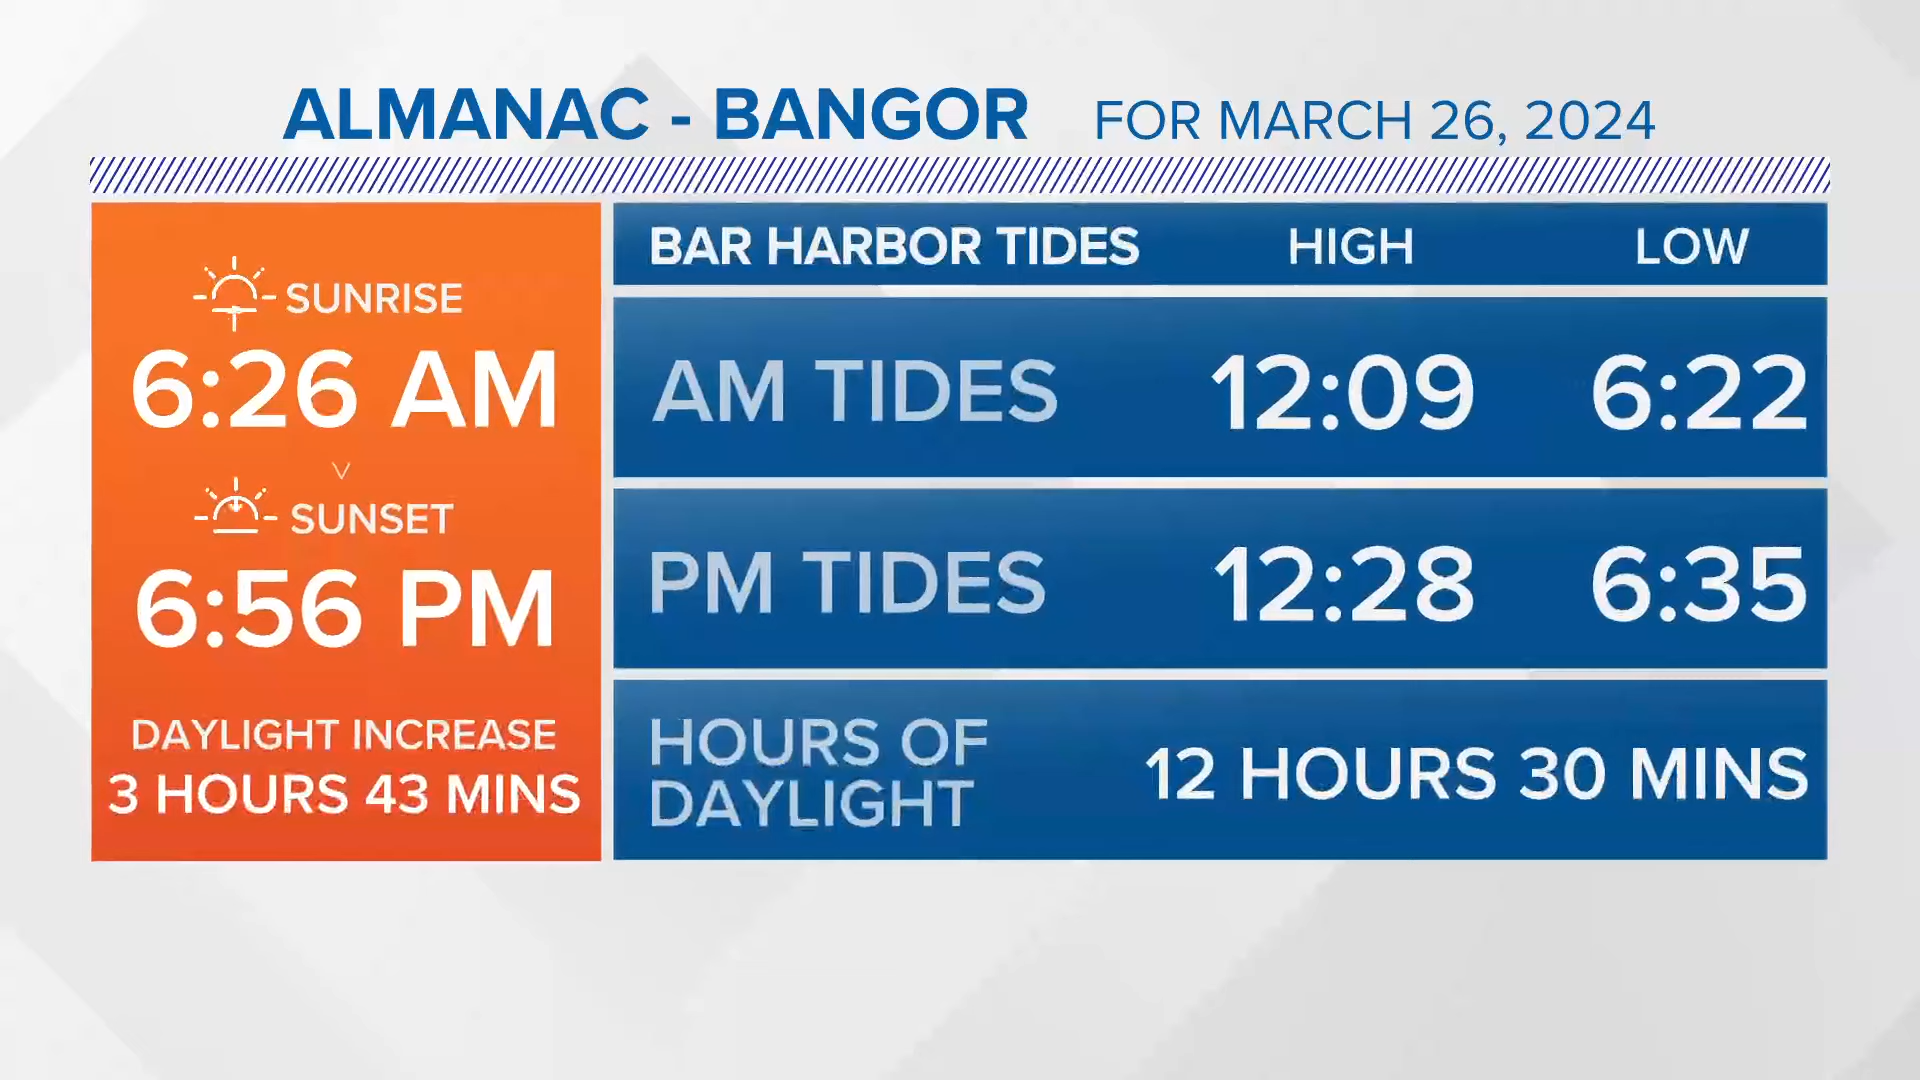 ALMANAC - BANGOR FOR MARCH 26, 2024
SUNRISE
6:26 AM
SUNSET
6:56 PM
DAYLIGHT INCREASE
3 HOURS 43 MINS
BAR HARBOR TIDES HIGH LOW
AM TIDES 12:09 6:22
PM TIDES 12:28 6:35
HOURS OF
DAYLIGHT
12 HOURS 30 MINS